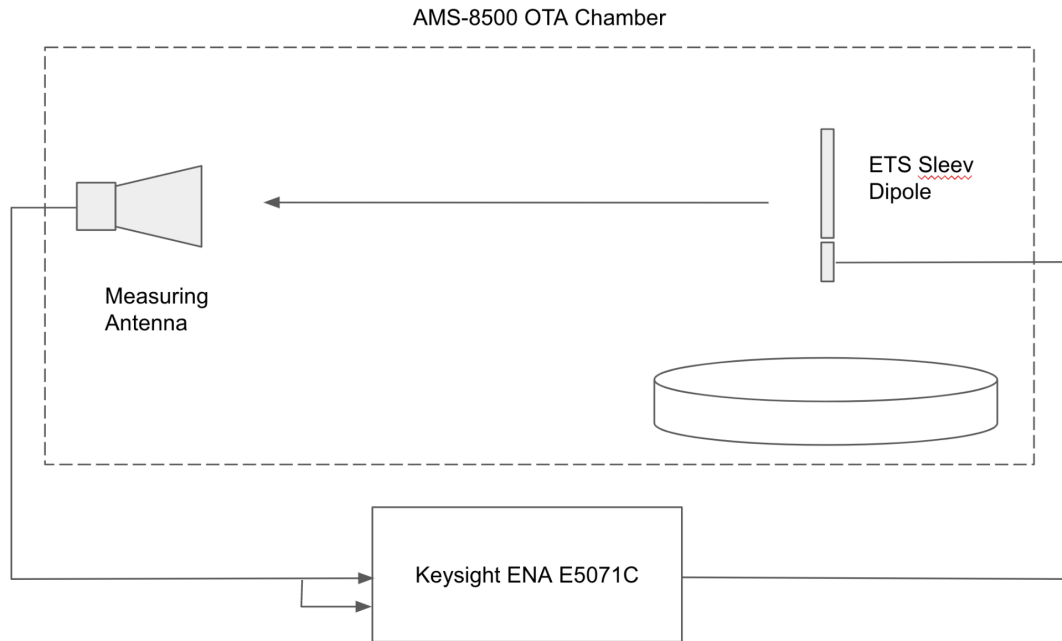 AMS-8500 OTA Chamber
ETS Sleev
Dipole
Measuring
Antenna
Keysight ENA E5071C